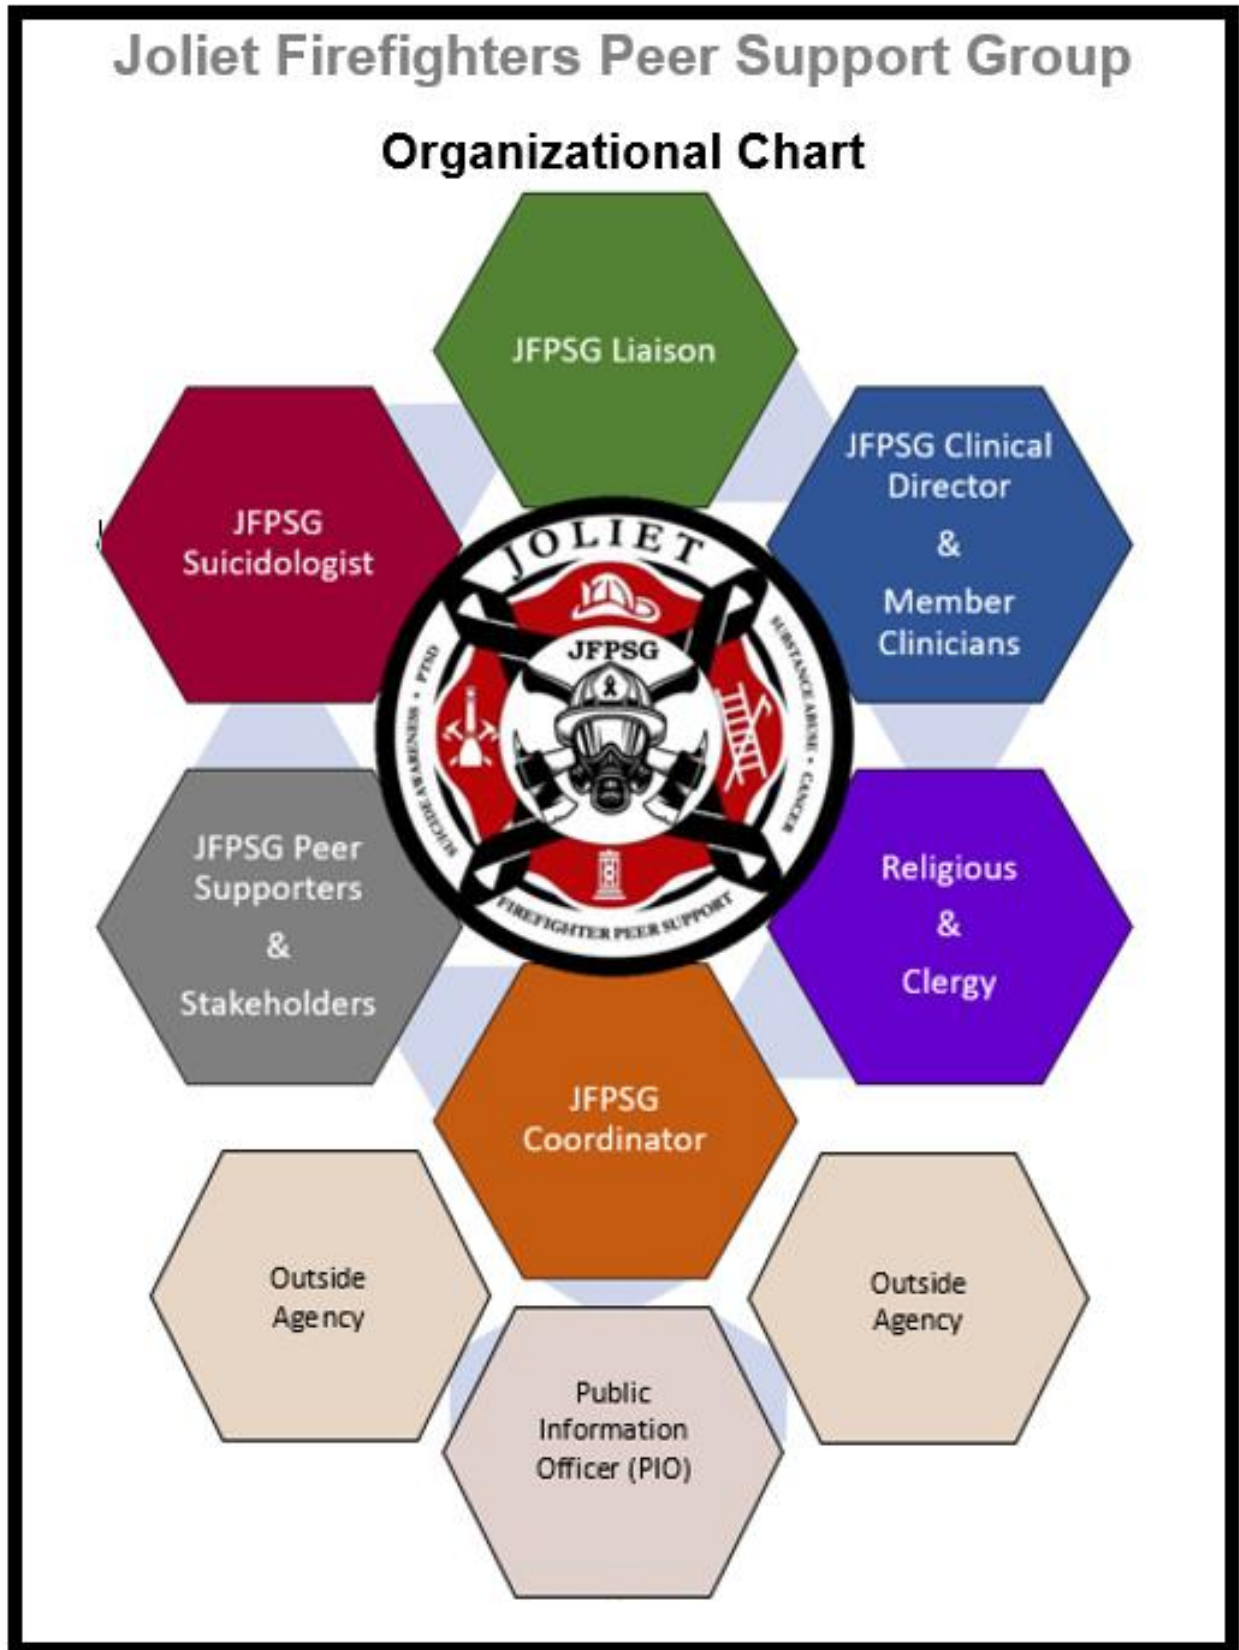 Joliet Firefighters Peer Support Group
Organizational Chart
JFPSG Liaison
JFPSG
Suicidologist
JFPSG Clinical
Director
&
Member
Clinicians
JOLIET
JFPSG
SUICIDE AWARENESS • PTSD
SUBSTANCE ABUSE • CANCER
FIREFIGHTER PEER SUPPORT
JFPSG Peer
Supporters
&
Stakeholders
Religious
&
Clergy
JFPSG
Coordinator
Outside
Agency
Outside
Agency
Public
Information
Officer (PIO)